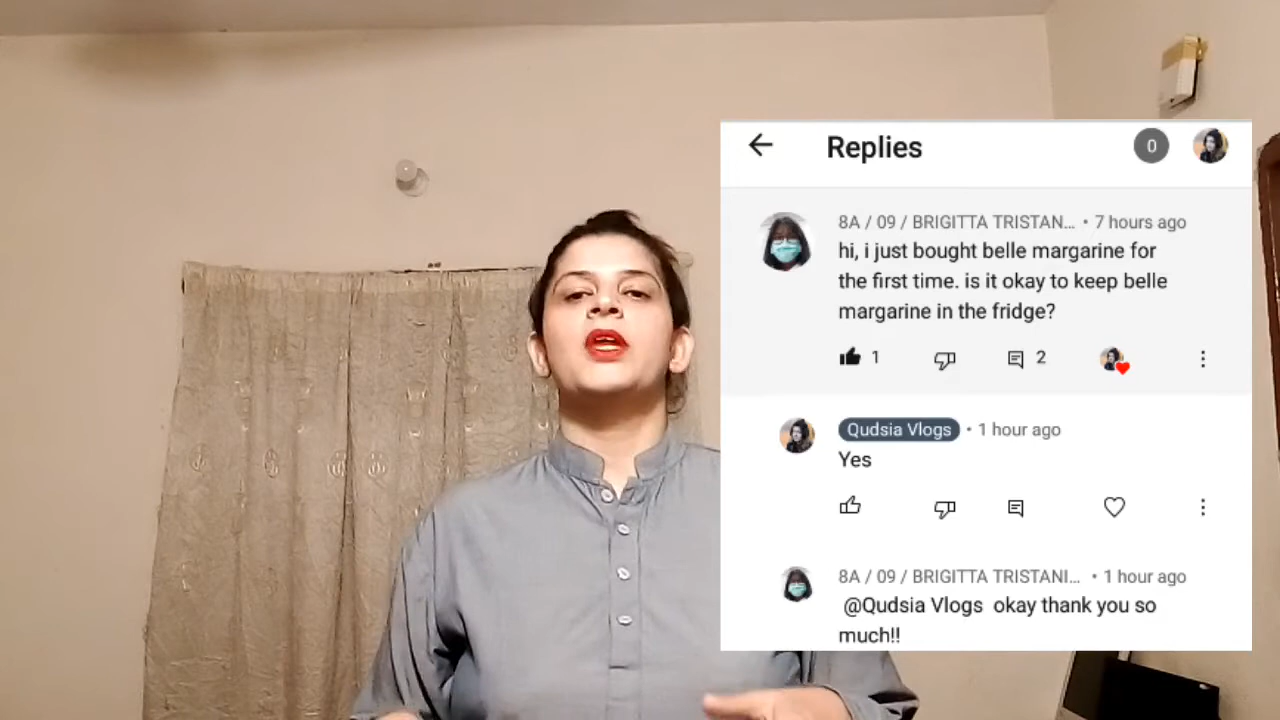 Replies
0
8A / 09 / BRIGITTA TRISTAN... • 7 hours ago
hi, i just bought belle margarine for
the first time. is it okay to keep belle
margarine in the fridge?
1
2
Qudsia Vlogs • 1 hour ago
Yes
8A / 09 / BRIGITTA TRISTANI... • 1 hour ago
@Qudsia Vlogs okay thank you so
much!!